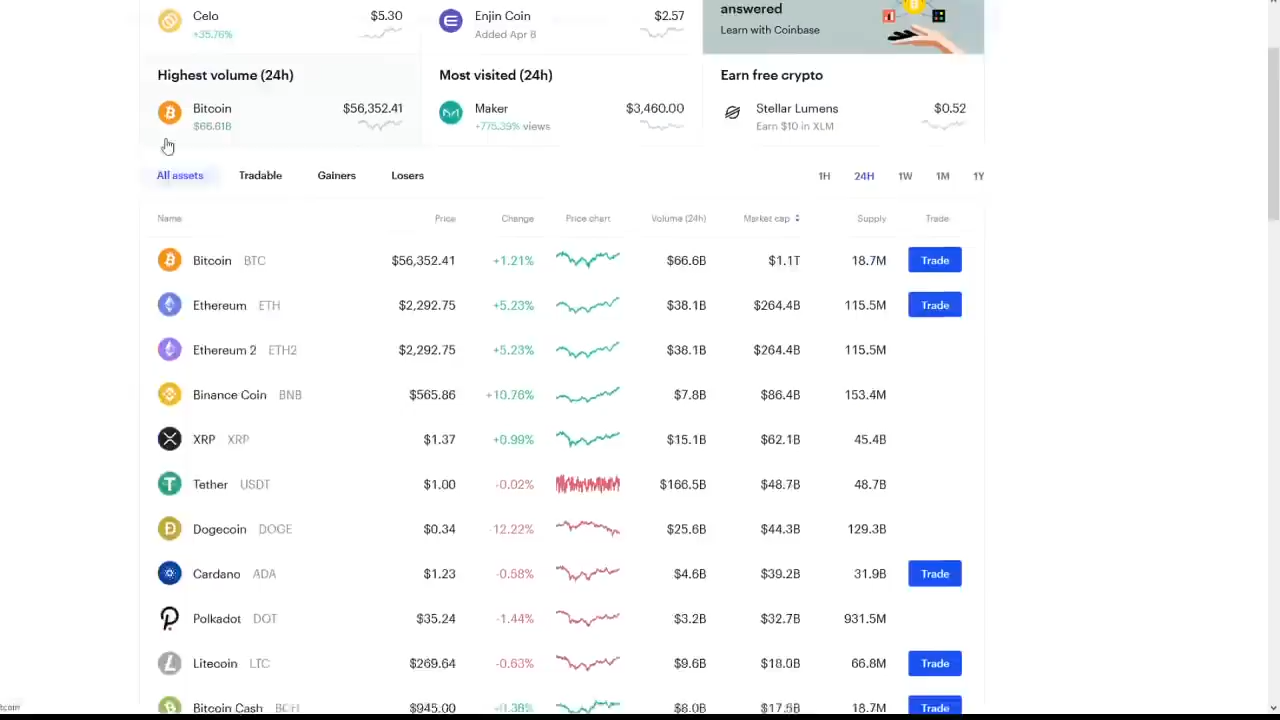 Celo $5.30 Enjin Coin $2.57 answered
+35.76% Added Apr 8 Learn with Coinbase
Highest volume (24h) Most visited (24h) Earn free crypto
Bitcoin $56,352.41 Maker $3,460.00 Stellar Lumens $0.52
$66.61B +775.39% views Earn $10 in XLM
All assets Tradable Gainers Losers 1H 24H 1W 1M 1Y
Name Price Change Price chart Volume (24h) Market cap Supply Trade
Bitcoin BTC $56,352.41 +1.21% $66.6B $1.1T 18.7M Trade
Ethereum ETH $2,292.75 +5.23% $38.1B $264.4B 115.5M Trade
Ethereum 2 ETH2 $2,292.75 +5.23% $38.1B $264.4B 115.5M
Binance Coin BNB $565.86 +10.76% $7.8B $86.4B 153.4M
XRP XRP $1.37 +0.99% $15.1B $62.1B 45.4B
Tether USDT $1.00 -0.02% $166.5B $48.7B 48.7B
Dogecoin DOGE $0.34 -12.22% $25.6B $44.3B 129.3B
Cardano ADA $1.23 -0.58% $4.6B $39.2B 31.9B Trade
Polkadot DOT $35.24 -1.44% $3.2B $32.7B 931.5M
Litecoin LTC $269.64 -0.63% $9.6B $18.0B 66.8M Trade
Bitcoin Cash BCH $945.00 $8.0B $17.5B 18.7M Trade